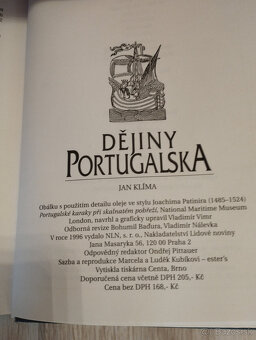 DĚJINY
PORTUGALSKA
JAN KLÍMA
Obálku s použitím detailu oleje ve stylu Joachima Patinira (1485–1524)
Portugalské karaky při skalnatém pobřeží, National Maritime Museum
London, navrhl a graficky upravil Vladimír Vimr
Odborná revize Bohumil Baďura, Vladimír Nálevka
V roce 1996 vydalo NLN, s. r. o., Nakladatelství Lidové noviny
Jana Masaryka 56, 120 00 Praha 2
Odpovědný redaktor Ondřej Pittauer
Sazba a reprodukce Marcela a Luděk Kubíkovi – ester's
Vytiskla tiskárna Centa, Brno
Doporučená cena včetně DPH 205,- Kč
Cena bez DPH 168,- Kč